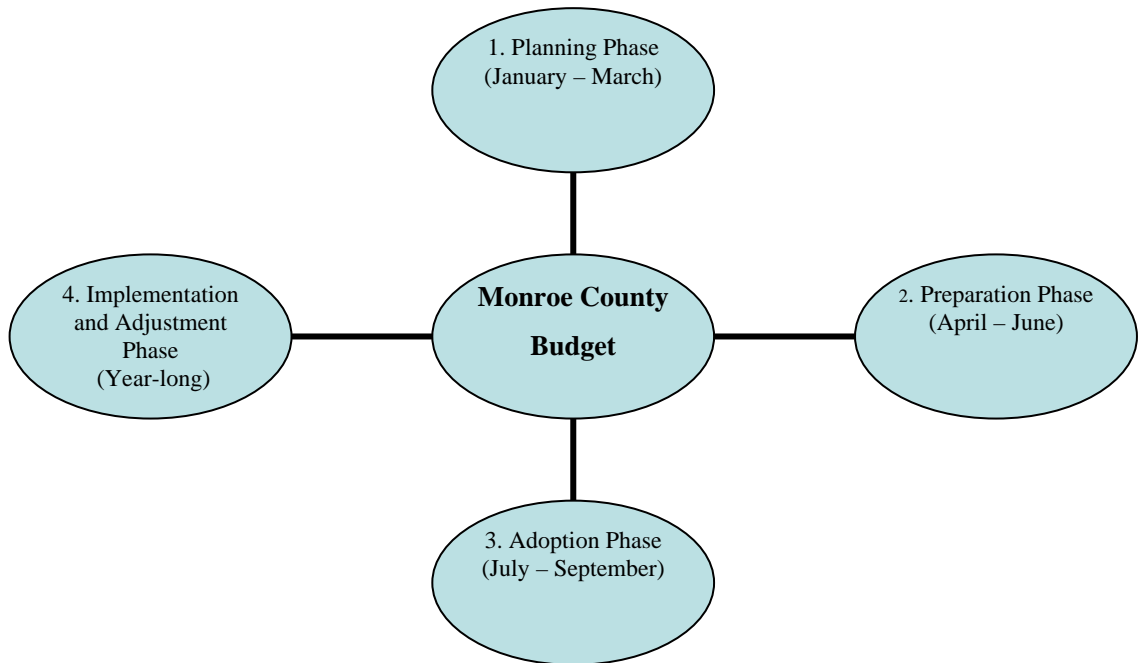 1. Planning Phase
(January – March)
Monroe County
Budget
2. Preparation Phase
(April – June)
3. Adoption Phase
(July – September)
4. Implementation
and Adjustment
Phase
(Year-long)